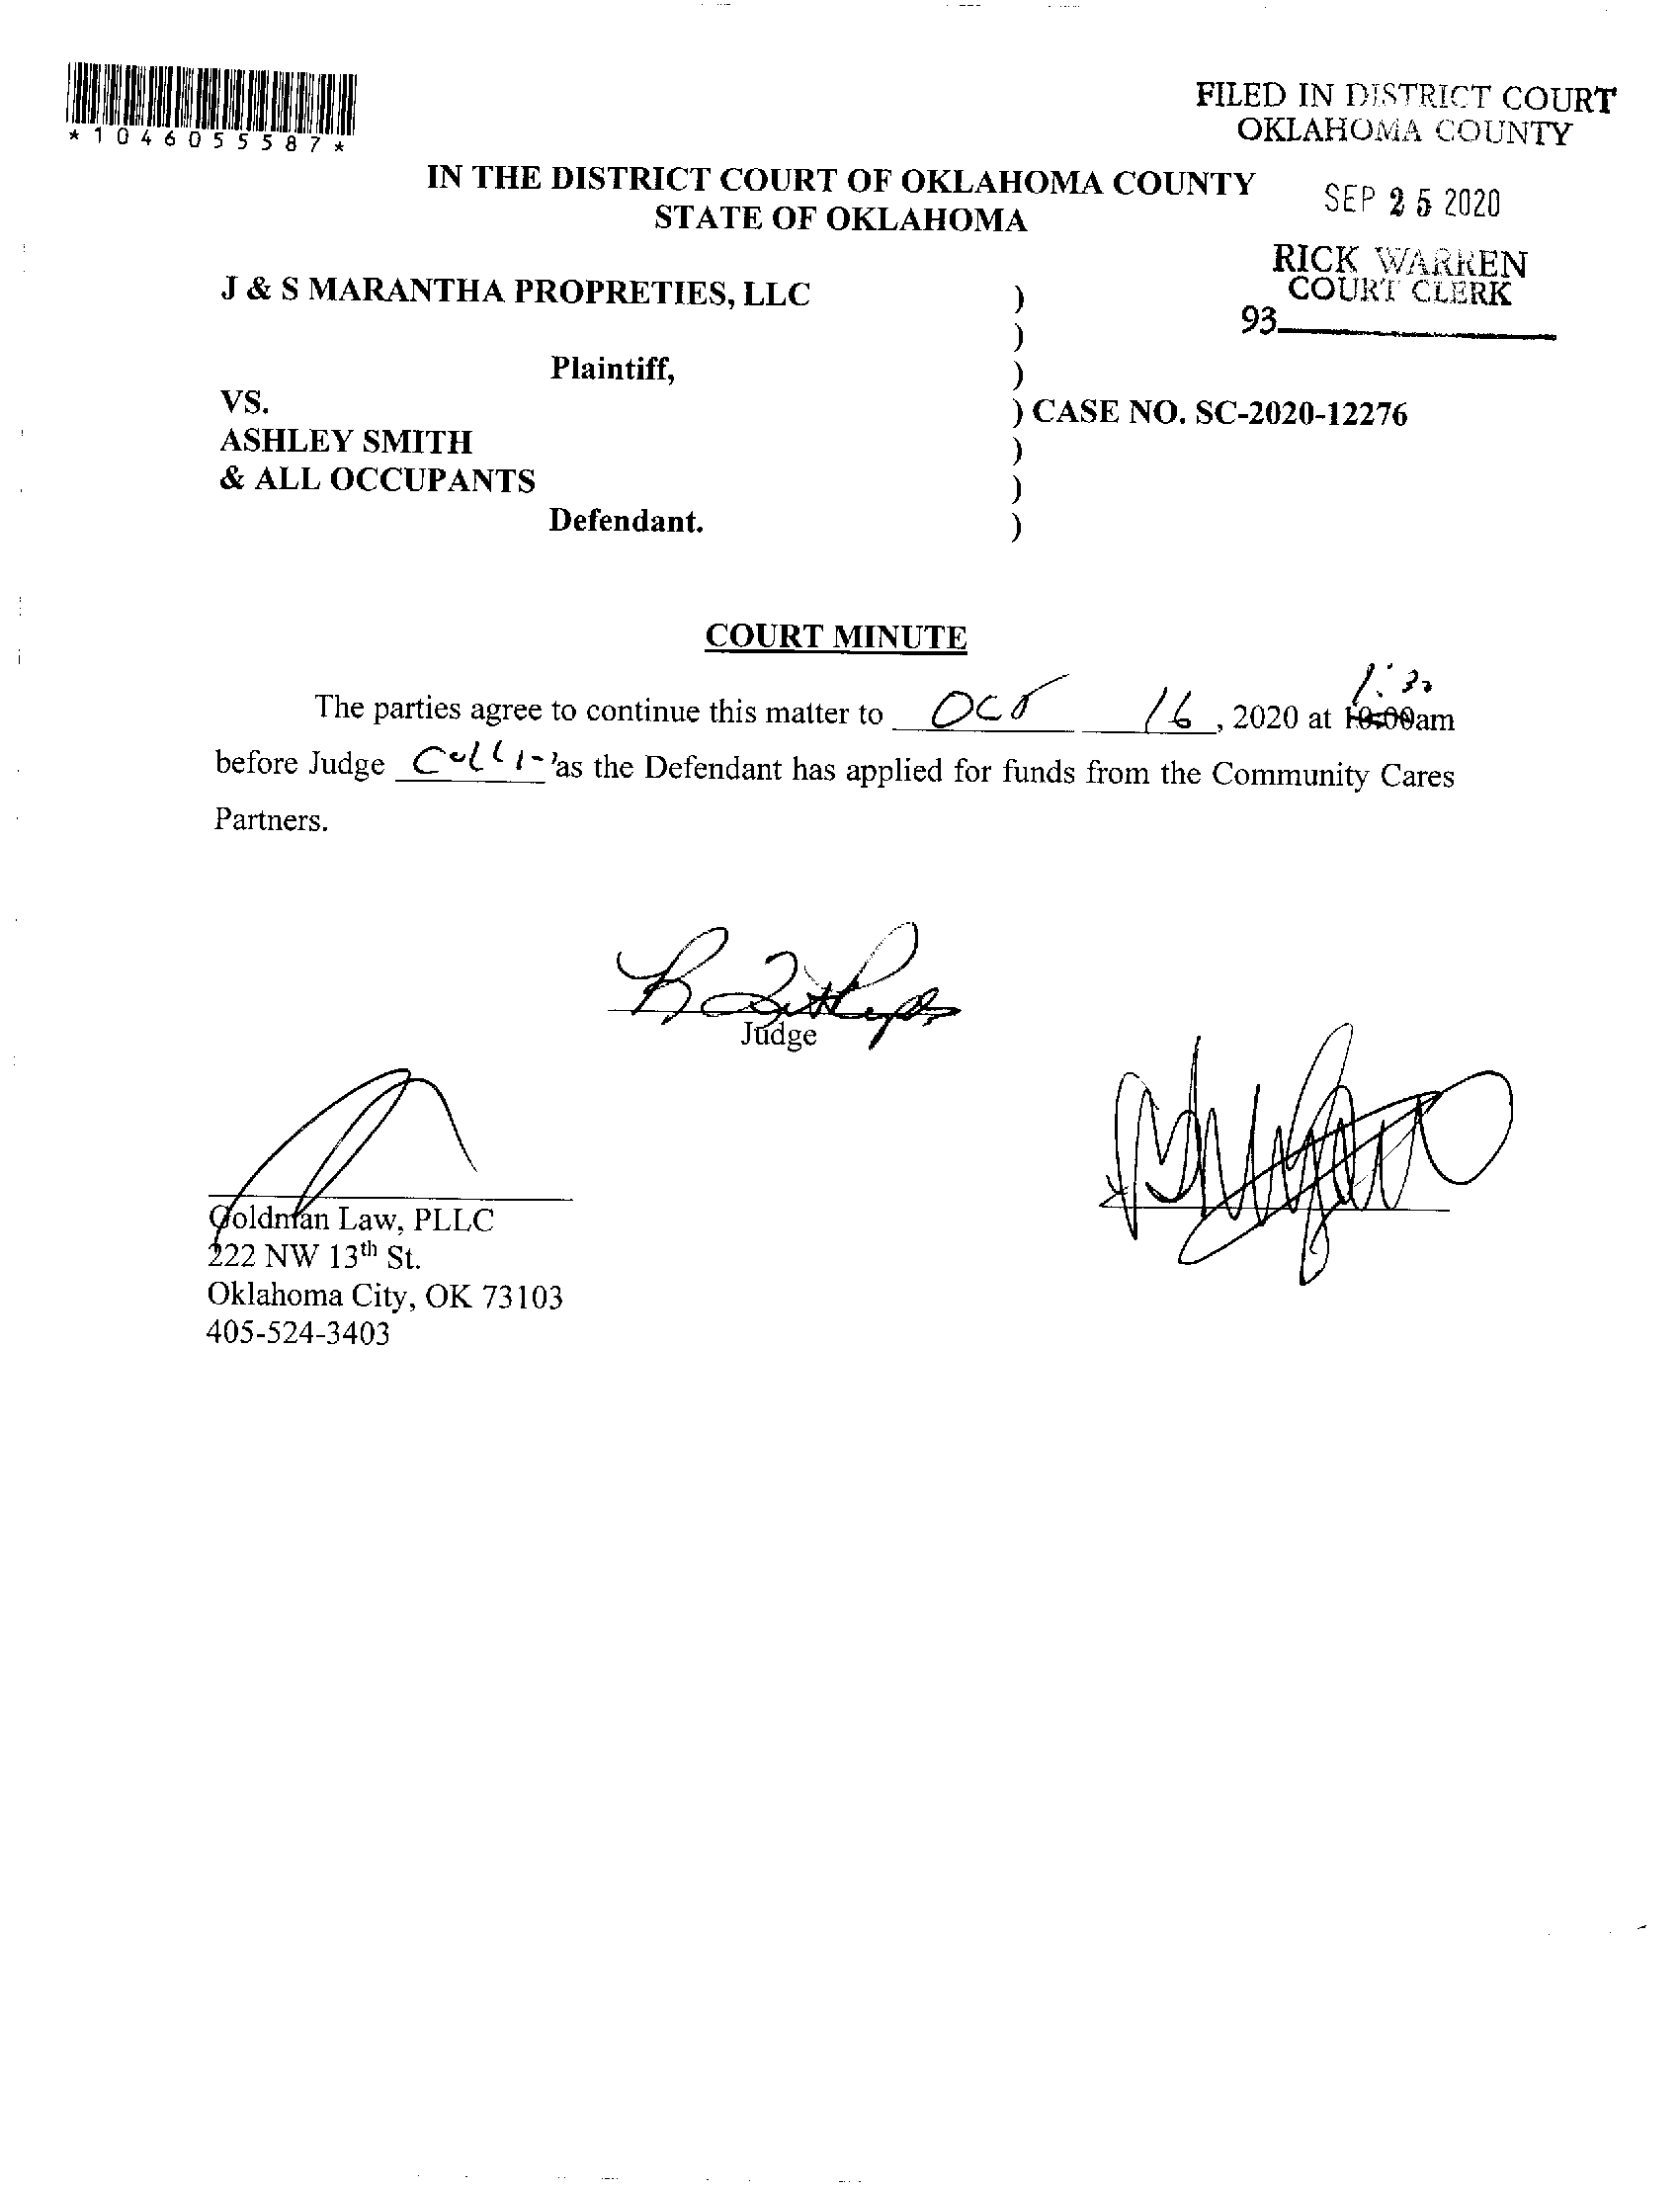 *1046055587*
FILED IN DISTRICT COURT
OKLAHOMA COUNTY
IN THE DISTRICT COURT OF OKLAHOMA COUNTY
STATE OF OKLAHOMA
SEP 25 2020
RICK WARREN
COURT CLERK
93
J & S MARANTHA PROPRETIES, LLC )
)
Plaintiff, )
VS. ) CASE NO. SC-2020-12276
ASHLEY SMITH )
& ALL OCCUPANTS )
Defendant. )
COURT MINUTE
1:30
The parties agree to continue this matter to OCT 16, 2020 at 10:00am
before Judge as the Defendant has applied for funds from the Community Cares
Partners.
Judge
Goldman Law, PLLC
222 NW 13th St.
Oklahoma City, OK 73103
405-524-3403